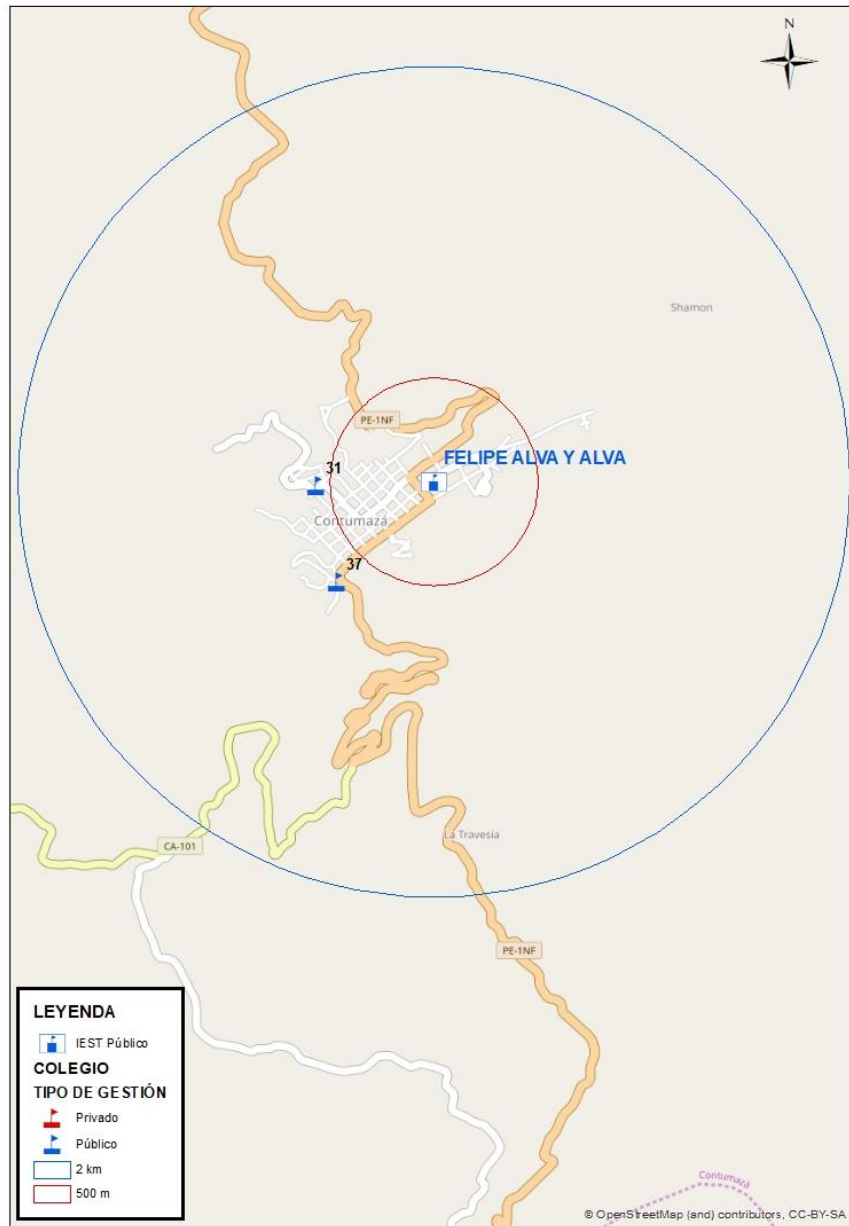 N
Shamon
PE-1NF
FELIPE ALVA Y ALVA
31
Contumazá
37
La Travesia
CA-101
PE-1NF
LEYENDA
IEST Público
COLEGIO
TIPO DE GESTIÓN
Privado
Público
2 km
500 m
Contumazá
© OpenStreetMap (and) contributors, CC-BY-SA